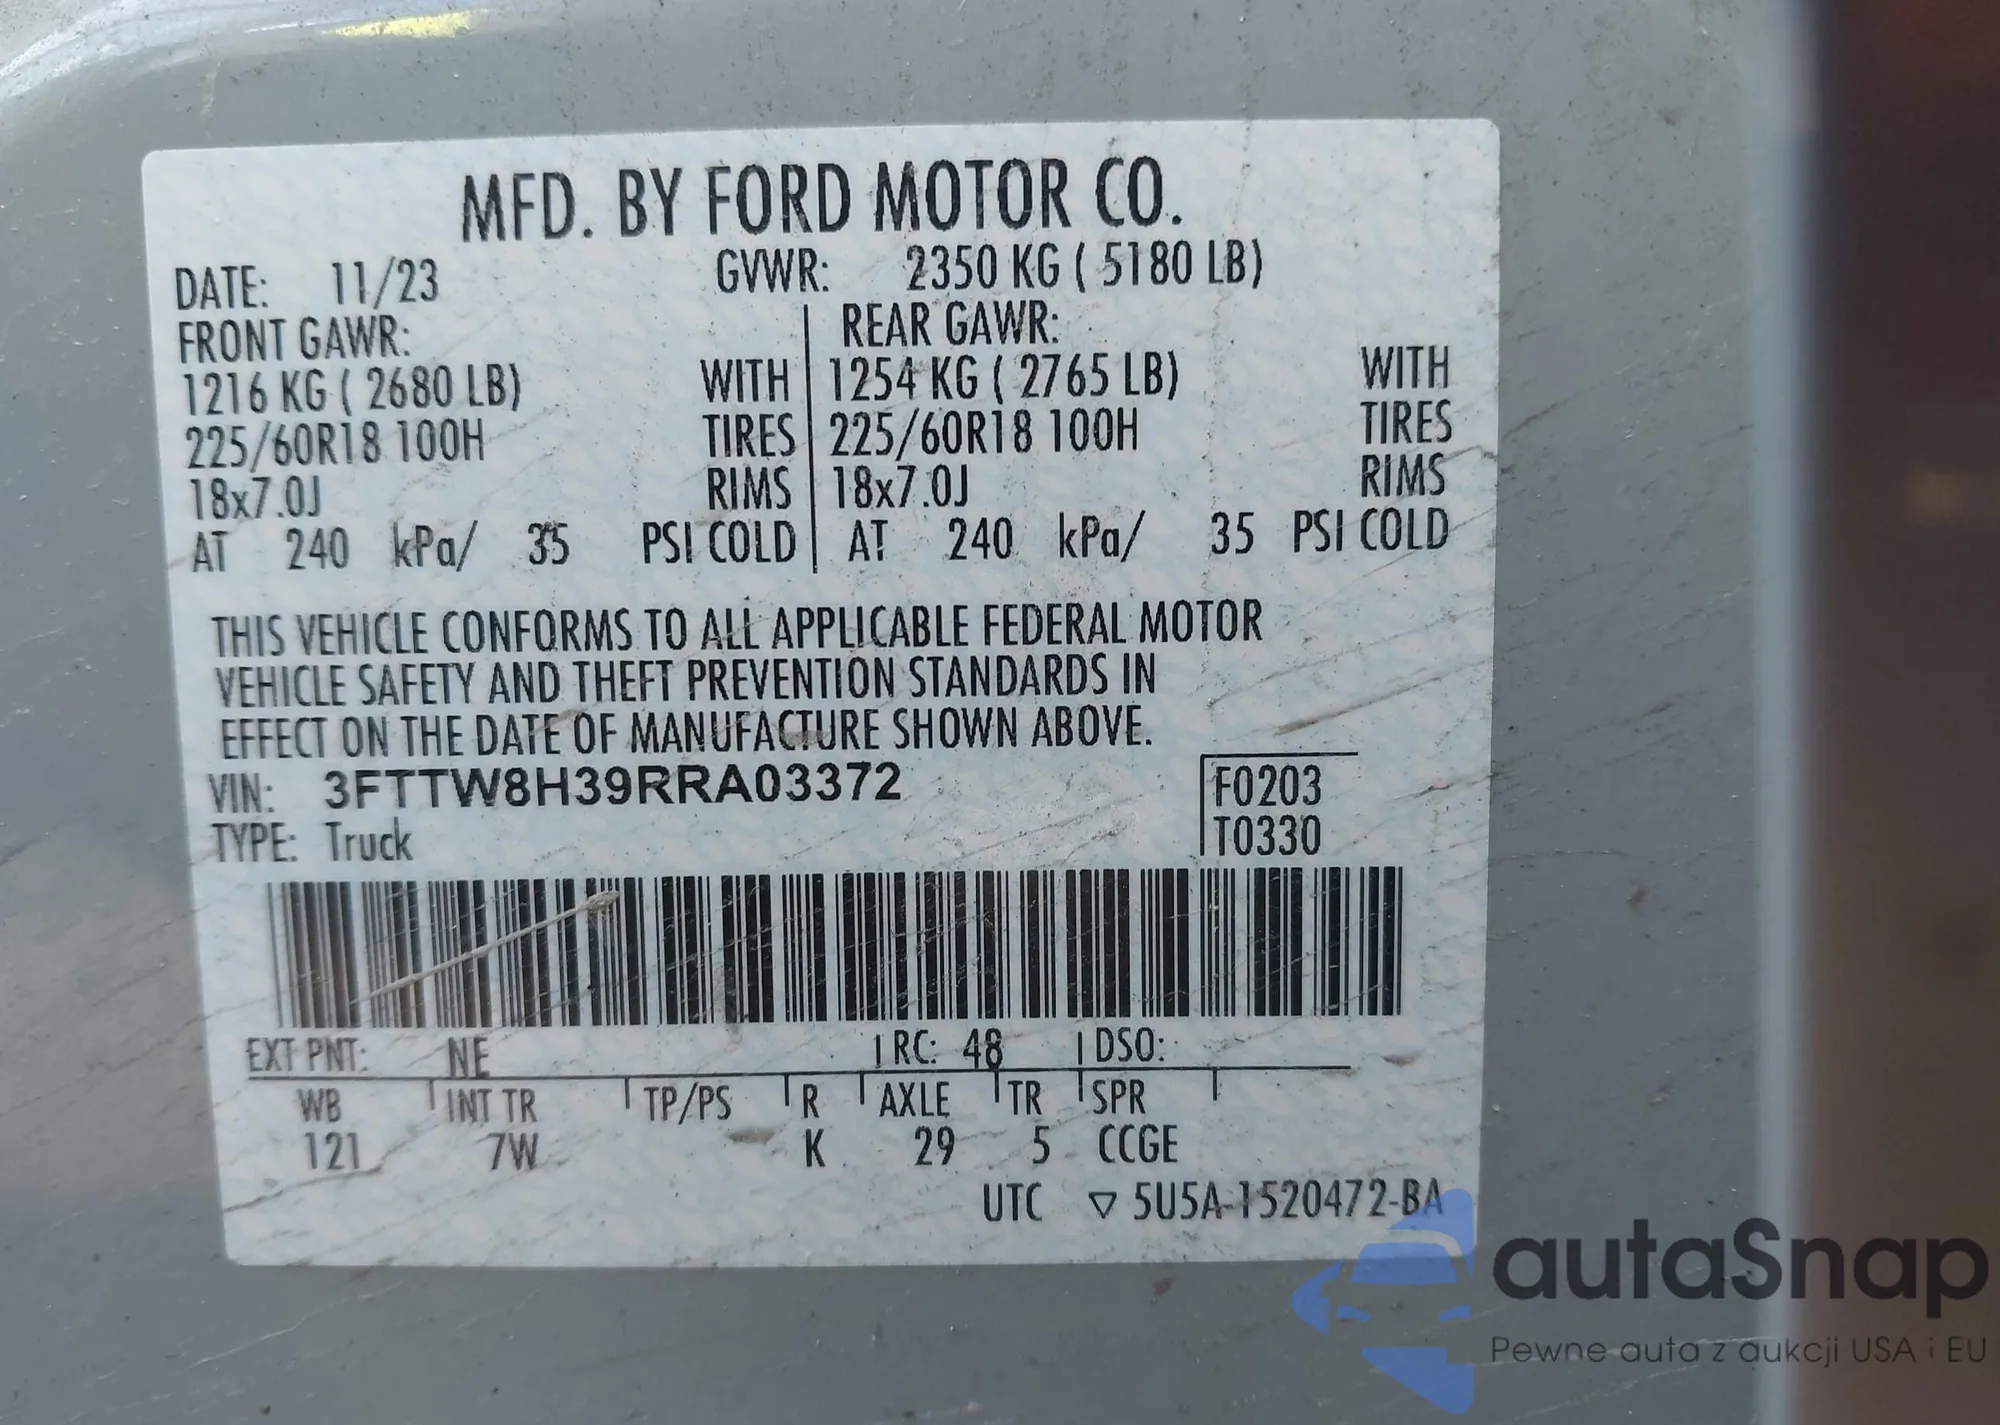 MFD. BY FORD MOTOR CO.
DATE: 11/23 GVWR: 2350 KG ( 5180 LB)
FRONT GAWR: REAR GAWR:
1216 KG ( 2680 LB) WITH 1254 KG ( 2765 LB) WITH
225/60R18 100H TIRES 225/60R18 100H TIRES
18x7.0J RIMS 18x7.0J RIMS
AT 240 kPa/ 35 PSI COLD AT 240 kPa/ 35 PSI COLD
THIS VEHICLE CONFORMS TO ALL APPLICABLE FEDERAL MOTOR
VEHICLE SAFETY AND THEFT PREVENTION STANDARDS IN
EFFECT ON THE DATE OF MANUFACTURE SHOWN ABOVE.
VIN: 3FTTW8H39RRA03372 F0203
TYPE: Truck T0330
EXT PNT: NE RC: 48 DSO:
WB INT TR TP/PS R AXLE TR SPR
121 7W K 29 5 CCGE
UTC ▽ 5U5A-1520472-BA
autaSnap
Pewne auta z aukcji USA i EU